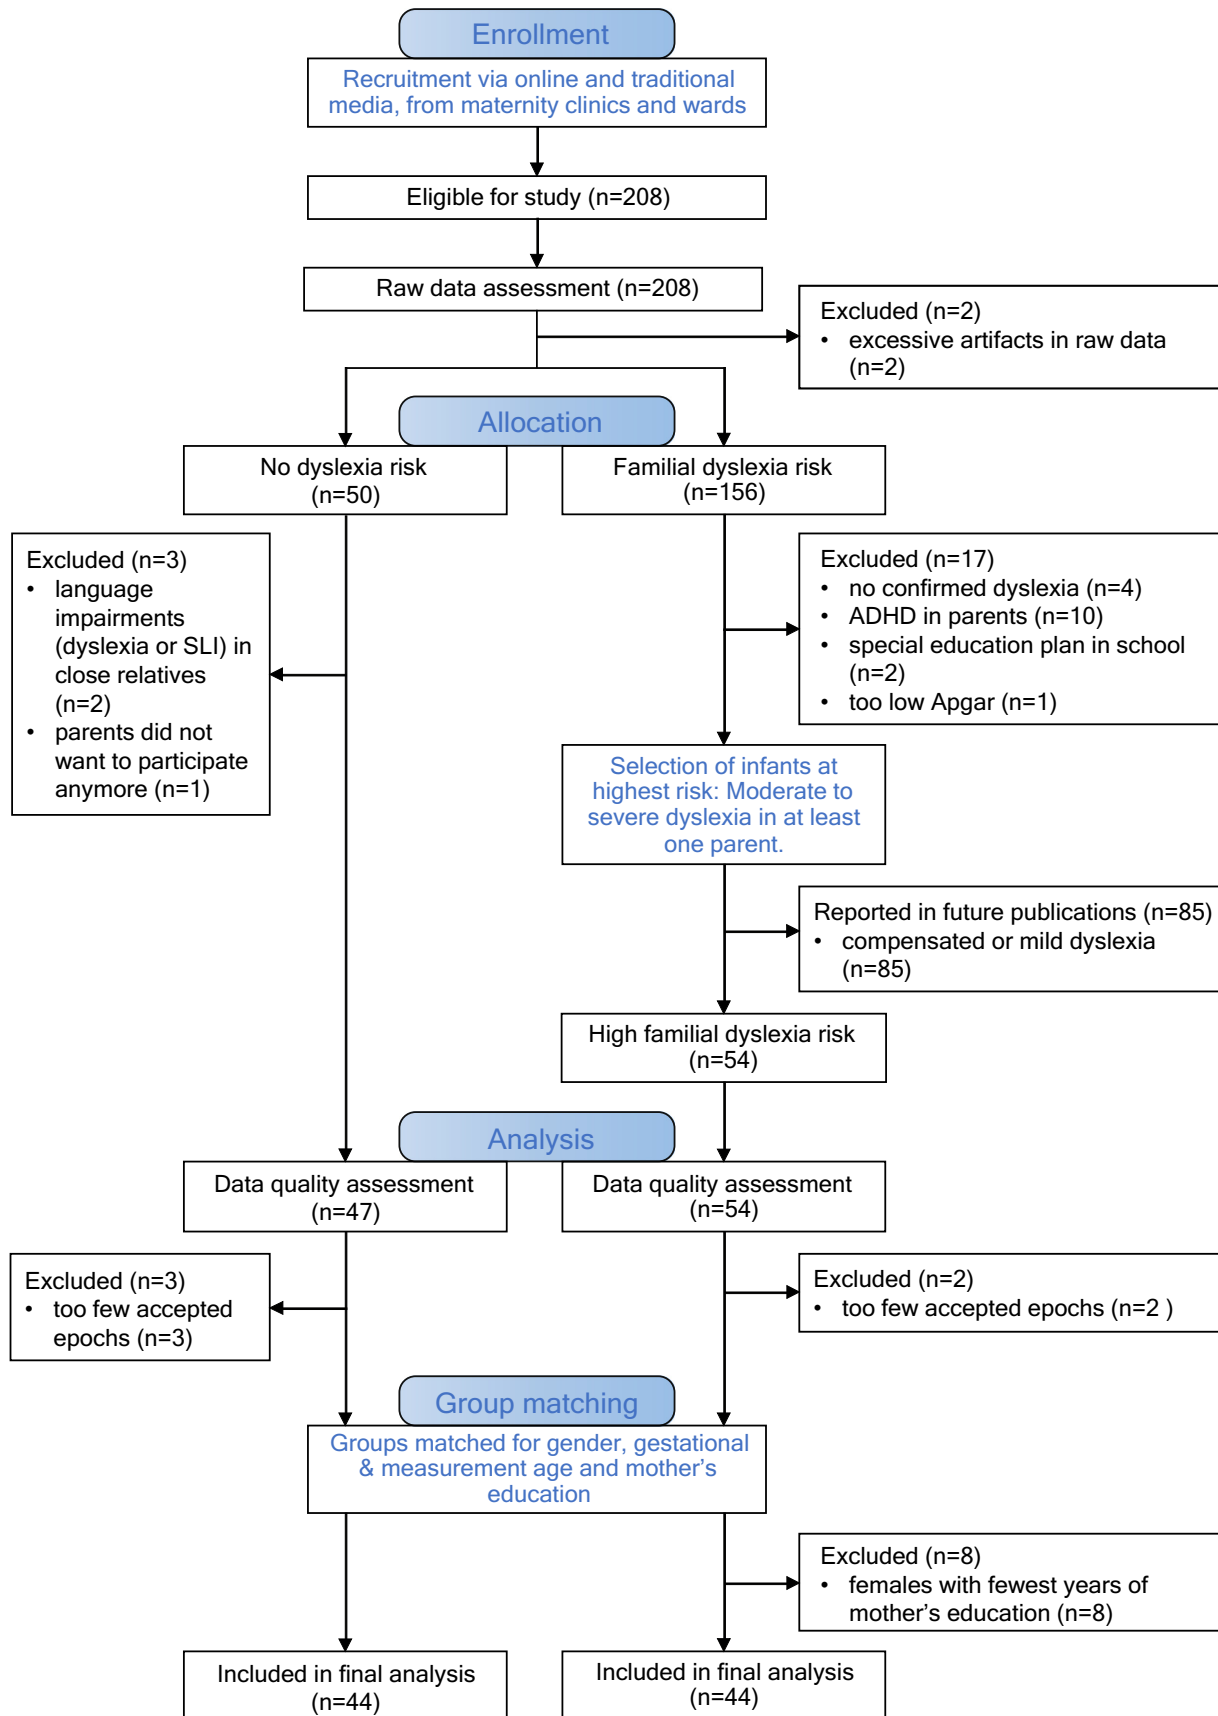 Enrollment
Recruitment via online and traditional
media, from maternity clinics and wards
Eligible for study (n=208)
Raw data assessment (n=208)
Excluded (n=2)
• excessive artifacts in raw data
(n=2)
Allocation
No dyslexia risk
(n=50)
Familial dyslexia risk
(n=156)
Excluded (n=3)
• language
impairments
(dyslexia or SLI) in
close relatives
(n=2)
• parents did not
want to participate
anymore (n=1)
Excluded (n=17)
• no confirmed dyslexia (n=4)
• ADHD in parents (n=10)
• special education plan in school
(n=2)
• too low Apgar (n=1)
Selection of infants at
highest risk: Moderate to
severe dyslexia in at least
one parent.
Reported in future publications (n=85)
• compensated or mild dyslexia
(n=85)
High familial dyslexia risk
(n=54)
Analysis
Data quality assessment
(n=47)
Data quality assessment
(n=54)
Excluded (n=3)
• too few accepted
epochs (n=3)
Excluded (n=2)
• too few accepted epochs (n=2 )
Group matching
Groups matched for gender, gestational
& measurement age and mother's
education
Excluded (n=8)
• females with fewest years of
mother's education (n=8)
Included in final analysis
(n=44)
Included in final analysis
(n=44)